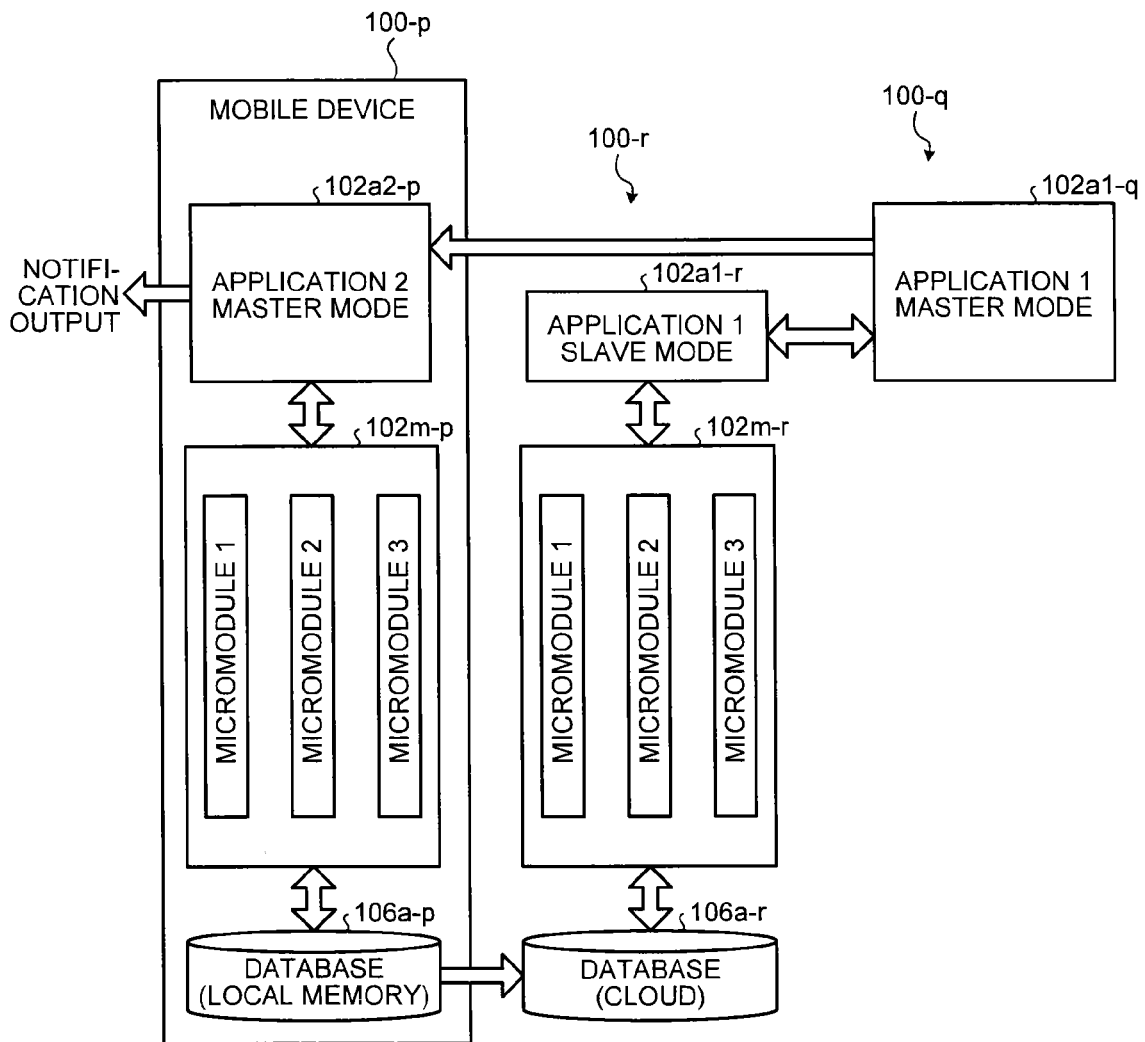 100-p
MOBILE DEVICE
100-q
100-r
102a2-p
102a1-q
NOTIFI-
CATION
OUTPUT
APPLICATION 2
MASTER MODE
APPLICATION 1
MASTER MODE
102a1-r
APPLICATION 1
SLAVE MODE
102m-p
102m-r
MICROMODULE 1
MICROMODULE 2
MICROMODULE 3
MICROMODULE 1
MICROMODULE 2
MICROMODULE 3
106a-p
106a-r
DATABASE
(LOCAL MEMORY)
DATABASE
(CLOUD)